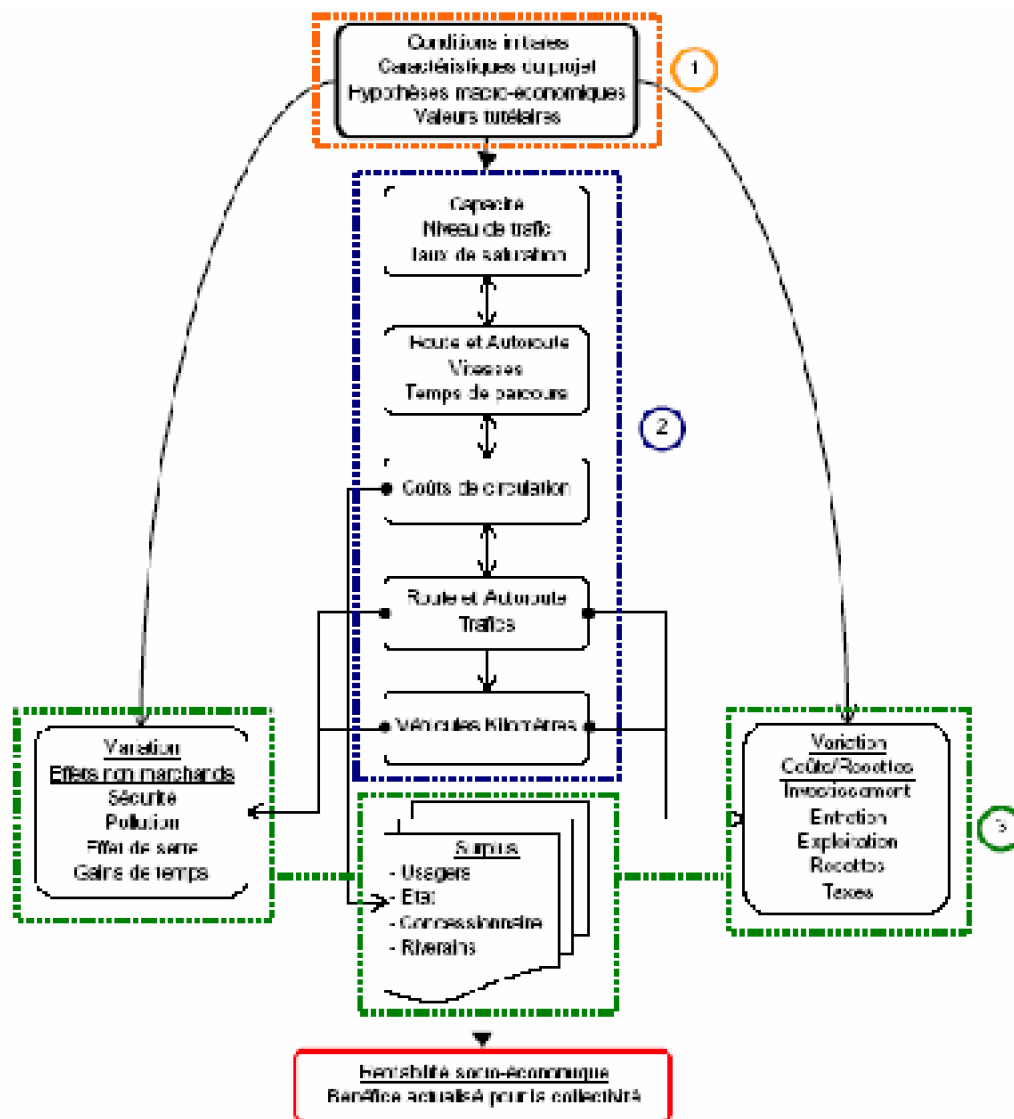 Conditions initiales
Caractéristiques du projet
Hypothèses macro-économiques
Valeurs tutélaires
1
Capacité
Niveau de trafic
Taux de saturation
Route et Autoroute
Vitesses
Temps de parcours
2
Coûts de circulation
Route et Autoroute
Trafics
Véhicules Kilomètres
Variation
Effets non marchands
Sécurité
Pollution
Effet de serre
Gains de temps
Surplus
- Usagers
- Etat
- Concessionnaire
- Riverains
Variation
Coûts/Recettes
Investissement
Entretien
Exploitation
Recettes
Taxes
3
Rentabilité socio-économique
Bénéfice actualisé pour la collectivité